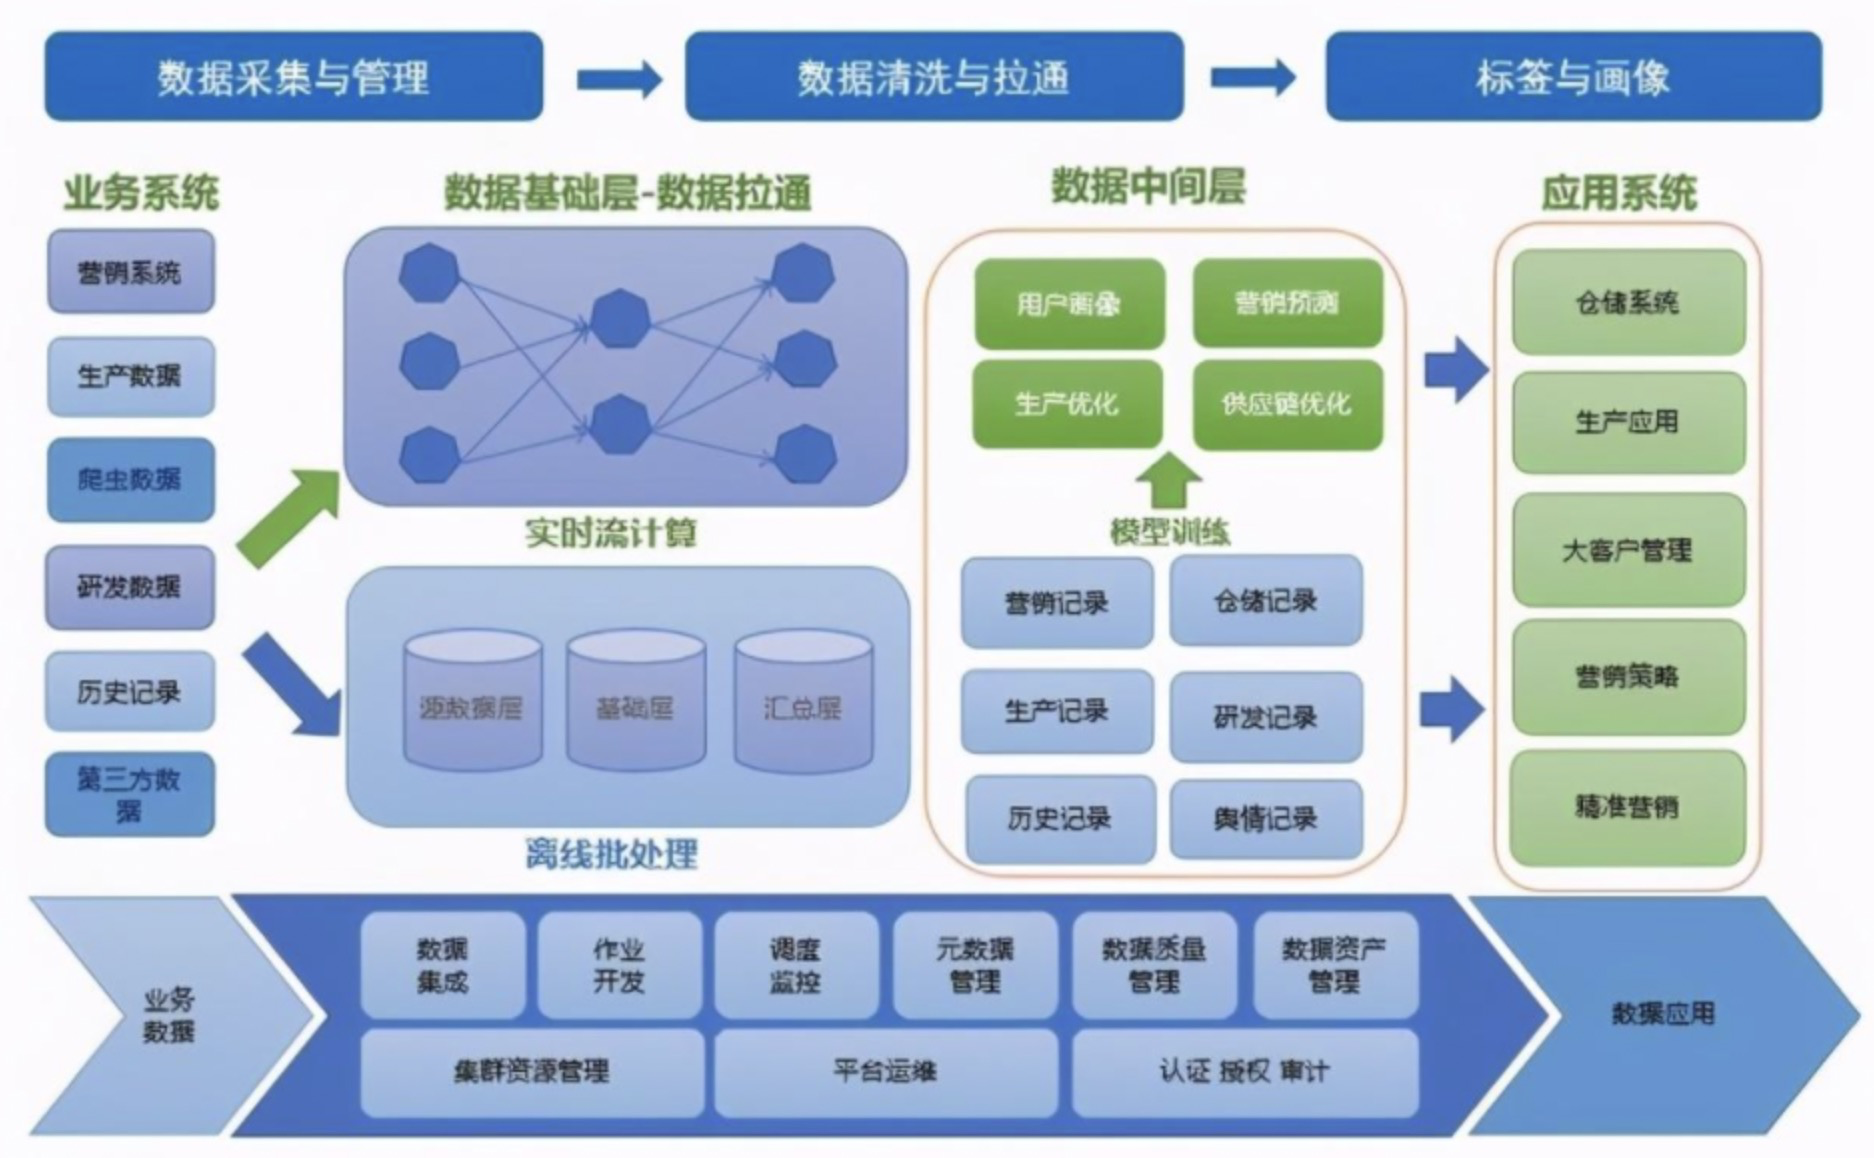 数据采集与管理
数据清洗与拉通
标签与画像
业务系统
营销系统
生产数据
爬虫数据
研发数据
历史记录
第三方数
据
数据基础层-数据拉通
实时流计算
源数据层
基础层
汇总层
离线批处理
数据中间层
用户画像
营销预测
生产优化
供应链优化
模型训练
营销记录
仓储记录
生产记录
研发记录
历史记录
舆情记录
应用系统
仓储系统
生产应用
大客户管理
营销策略
精准营销
业务
数据
数据
集成
作业
开发
调度
监控
元数据
管理
数据质量
管理
数据资产
管理
集群资源管理
平台运维
认证 授权 审计
数据应用